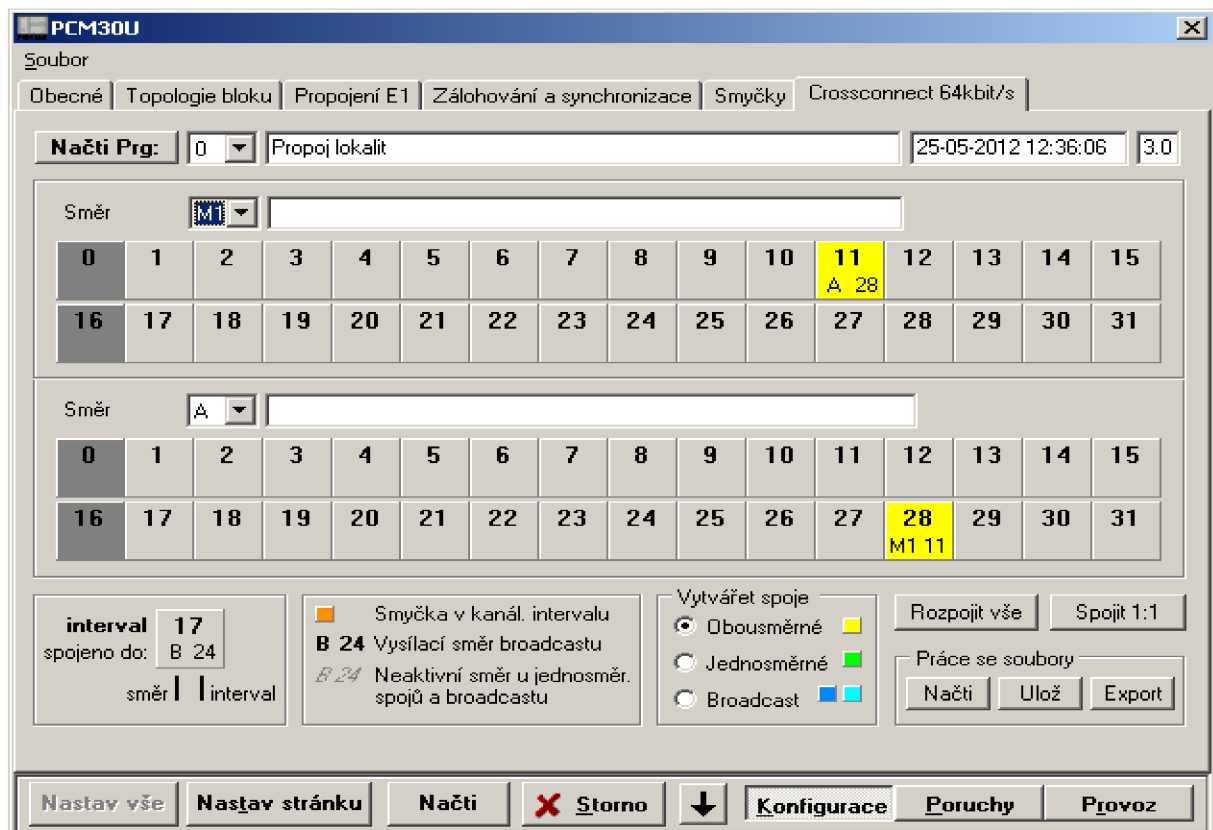 PCM30U
Soubor
Obecné Topologie bloku Propojení E1 Zálohování a synchronizace Smyčky Crossconnect 64kbit/s
Načti Prg: 0 Propoj lokalit 25-05-2012 12:36:06 3.0
Směr M1
0 1 2 3 4 5 6 7 8 9 10 11 12 13 14 15
A 28
16 17 18 19 20 21 22 23 24 25 26 27 28 29 30 31
Směr A
0 1 2 3 4 5 6 7 8 9 10 11 12 13 14 15
16 17 18 19 20 21 22 23 24 25 26 27 28 29 30 31
M1 11
interval 17
spojeno do: B 24
směr interval
Smyčka v kanál. intervalu
B 24 Vysílací směr broadcastu
B 24 Neaktivní směr u jednosměr.
spojů a broadcastu
Vytvářet spoje
Obousměrné
Jednosměrné
Broadcast
Rozpojit vše Spojit 1:1
Práce se soubory
Načti Ulož Export
Nastav vše Nastav stránku Načti Storno Konfigurace Poruchy Provoz